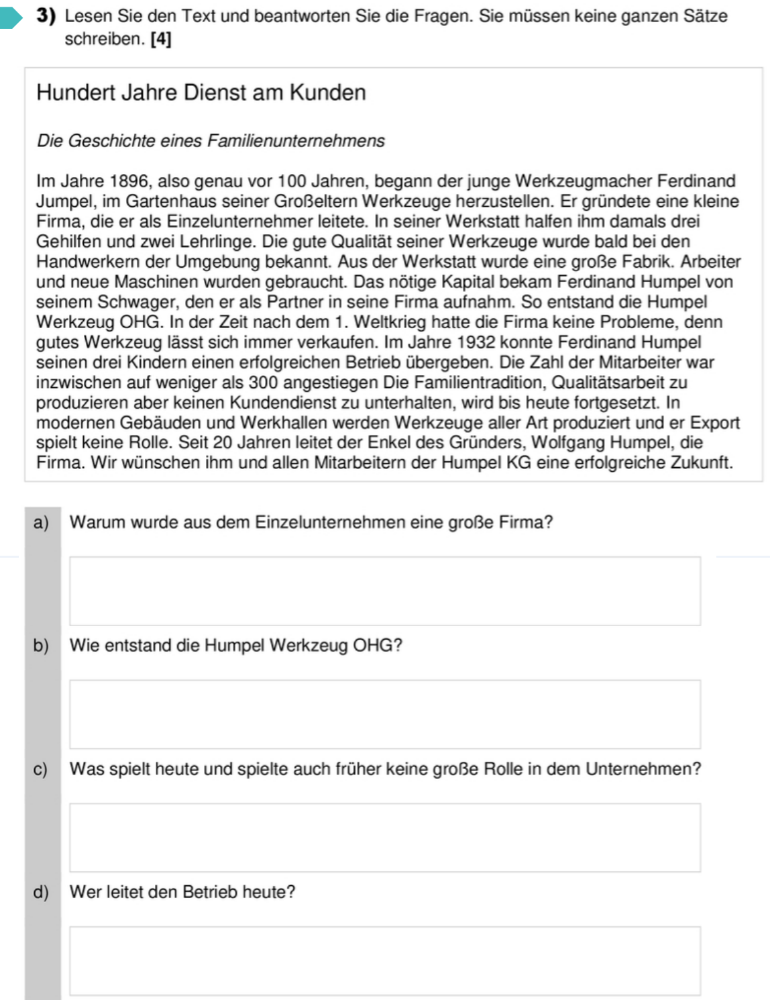 3) Lesen Sie den Text und beantworten Sie die Fragen. Sie müssen keine ganzen Sätze
schreiben. [4]
Hundert Jahre Dienst am Kunden
Die Geschichte eines Familienunternehmens
Im Jahre 1896, also genau vor 100 Jahren, begann der junge Werkzeugmacher Ferdinand
Jumpel, im Gartenhaus seiner Großeltern Werkzeuge herzustellen. Er gründete eine kleine
Firma, die er als Einzelunternehmer leitete. In seiner Werkstatt halfen ihm damals drei
Gehilfen und zwei Lehrlinge. Die gute Qualität seiner Werkzeuge wurde bald bei den
Handwerkern der Umgebung bekannt. Aus der Werkstatt wurde eine große Fabrik. Arbeiter
und neue Maschinen wurden gebraucht. Das nötige Kapital bekam Ferdinand Humpel von
seinem Schwager, den er als Partner in seine Firma aufnahm. So entstand die Humpel
Werkzeug OHG. In der Zeit nach dem 1. Weltkrieg hatte die Firma keine Probleme, denn
gutes Werkzeug lässt sich immer verkaufen. Im Jahre 1932 konnte Ferdinand Humpel
seinen drei Kindern einen erfolgreichen Betrieb übergeben. Die Zahl der Mitarbeiter war
inzwischen auf weniger als 300 angestiegen Die Familientradition, Qualitätsarbeit zu
produzieren aber keinen Kundendienst zu unterhalten, wird bis heute fortgesetzt. In
modernen Gebäuden und Werkhallen werden Werkzeuge aller Art produziert und er Export
spielt keine Rolle. Seit 20 Jahren leitet der Enkel des Gründers, Wolfgang Humpel, die
Firma. Wir wünschen ihm und allen Mitarbeitern der Humpel KG eine erfolgreiche Zukunft.
a) Warum wurde aus dem Einzelunternehmen eine große Firma?
b) Wie entstand die Humpel Werkzeug OHG?
c) Was spielt heute und spielte auch früher keine große Rolle in dem Unternehmen?
d) Wer leitet den Betrieb heute?